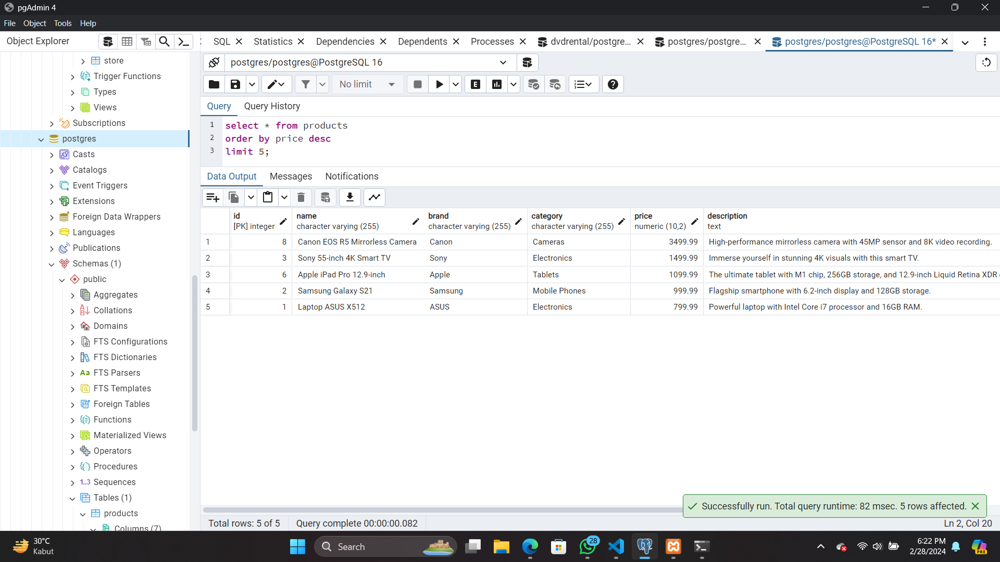 pgAdmin 4
File Object Tools Help
Object Explorer
SQL Statistics Dependencies Dependents Processes dvdrental/postgre... postgres/postgre... postgres/postgres@PostgreSQL 16*
postgres/postgres@PostgreSQL 16
No limit
Query Query History
1 select * from products
2 order by price desc
3 limit 5;
Data Output Messages Notifications
id name brand category price description
[PK] integer character varying (255) character varying (255) character varying (255) numeric (10,2) text
1 8 Canon EOS R5 Mirrorless Camera Canon Cameras 3499.99 High-performance mirrorless camera with 45MP sensor and 8K video recording.
2 3 Sony 55-inch 4K Smart TV Sony Electronics 1499.99 Immerse yourself in stunning 4K visuals with this smart TV.
3 6 Apple iPad Pro 12.9-inch Apple Tablets 1099.99 The ultimate tablet with M1 chip, 256GB storage, and 12.9-inch Liquid Retina XDR
4 2 Samsung Galaxy S21 Samsung Mobile Phones 999.99 Flagship smartphone with 6.2-inch display and 128GB storage.
5 1 Laptop ASUS X512 ASUS Electronics 799.99 Powerful laptop with Intel Core i7 processor and 16GB RAM.
store
Trigger Functions
Types
Views
Subscriptions
postgres
Casts
Catalogs
Event Triggers
Extensions
Foreign Data Wrappers
Languages
Publications
Schemas (1)
public
Aggregates
Collations
Domains
FTS Configurations
FTS Dictionaries
Aa FTS Parsers
FTS Templates
Foreign Tables
Functions
Materialized Views
Operators
Procedures
1..3 Sequences
Tables (1)
products
Columns (7)
Successfully run. Total query runtime: 82 msec. 5 rows affected.
Total rows: 5 of 5 Query complete 00:00:00.082 Ln 2, Col 20
30°C
Kabut
Search
28
6:22 PM
2/28/2024
PRE